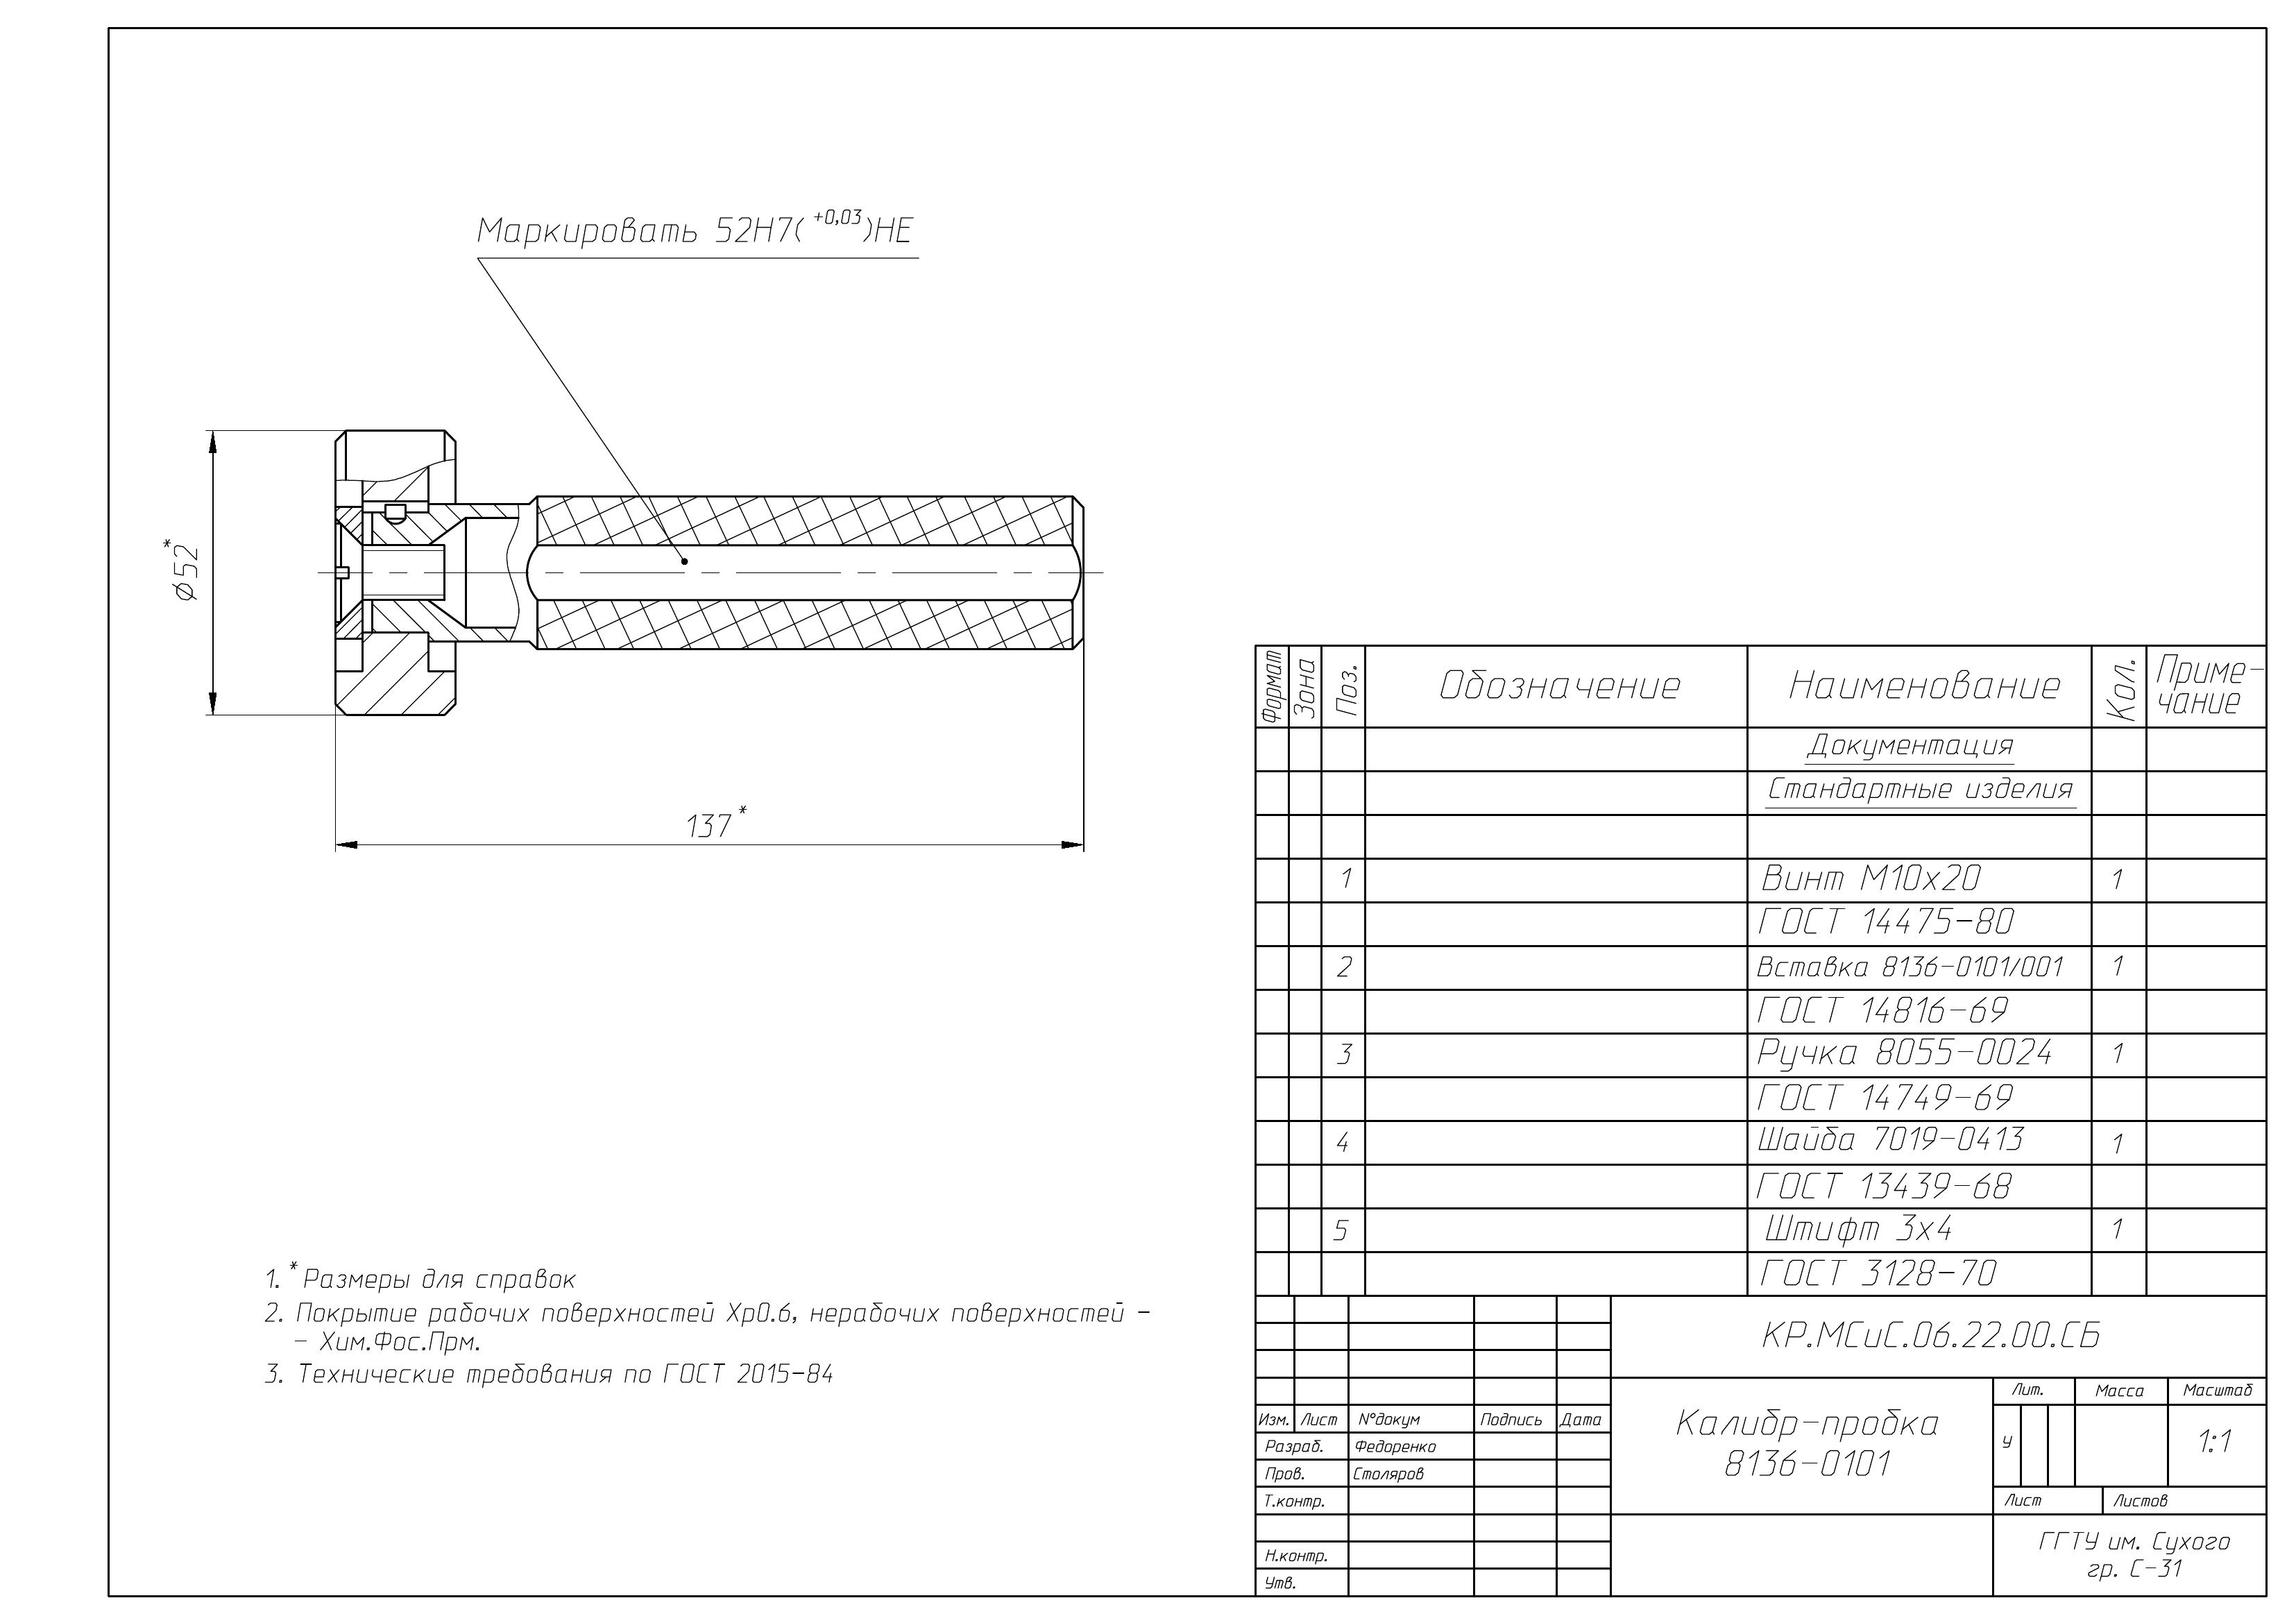 Маркировать 52Н7(+0,03)НЕ
⌀52*
137*
1. * Размеры для справок
2. Покрытие рабочих поверхностей Хр0.6, нерабочих поверхностей –
– Хим.Фос.Прм.
3. Технические требования по ГОСТ 2015-84
Формат Зона Поз. Обозначение Наименование Кол. Приме-
чание
Документация
Стандартные изделия
1 Винт М10х20 1
ГОСТ 14475-80
2 Вставка 8136-0101/001 1
ГОСТ 14816-69
3 Ручка 8055-0024 1
ГОСТ 14749-69
4 Шайба 7019-0413 1
ГОСТ 13439-68
5 Штифт 3х4 1
ГОСТ 3128-70
КР.МСиС.06.22.00.СБ
Изм. Лист №докум Подпись Дата
Разраб. Федоренко
Пров. Столяров
Т.контр.
Н.контр.
Утв.
Калибр-пробка
8136-0101
Лит. Масса Масштаб
У 1:1
Лист Листов
ГГТУ им. Сухого
гр. С-31